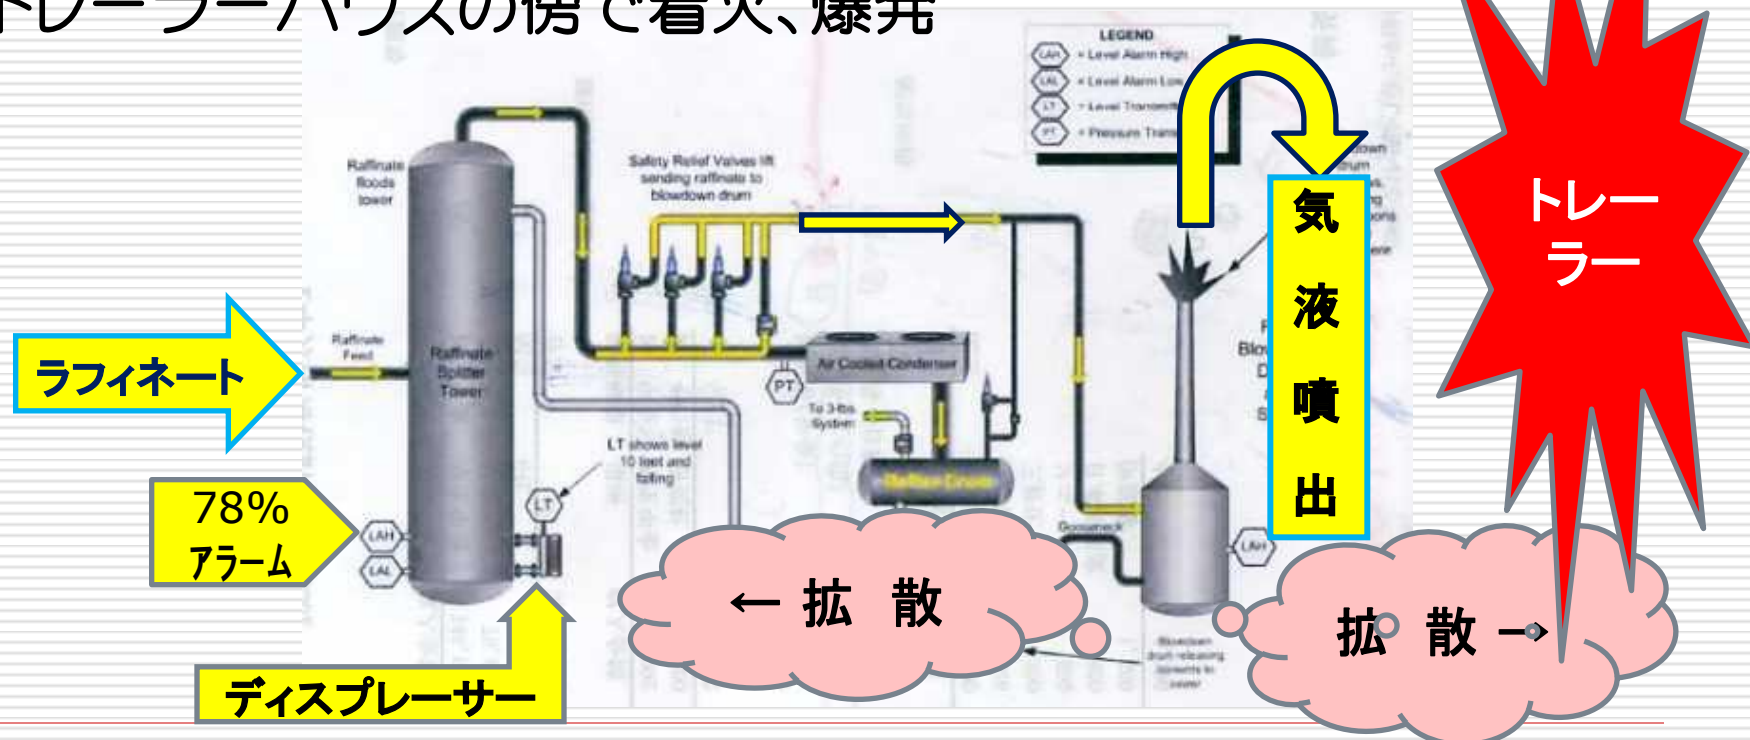 トレーラーハウスの傍で着火、爆発
LEGEND
LAH = Level Alarm High
LAL = Level Alarm Low
LT = Level
PT = Pressure
Raffinate
floods
tower
Safety Relief Valves lift
sending raffinate to
blowdown drum
気
液
噴
出
トレー
ラー
ラフィネート
Raffinate
Feed
Raffinate
Splitter
Tower
Air Cooled Condenser
PT
To 3-lbs.
System
LT shows level
10 feet and
falling
Reflux Drum
78%
アラーム
LAH
LAL
LT
Gooseneck
LAH
←拡 散
拡 散→
ディスプレーサー
Blowdown
drum releasing
contents to
sewer